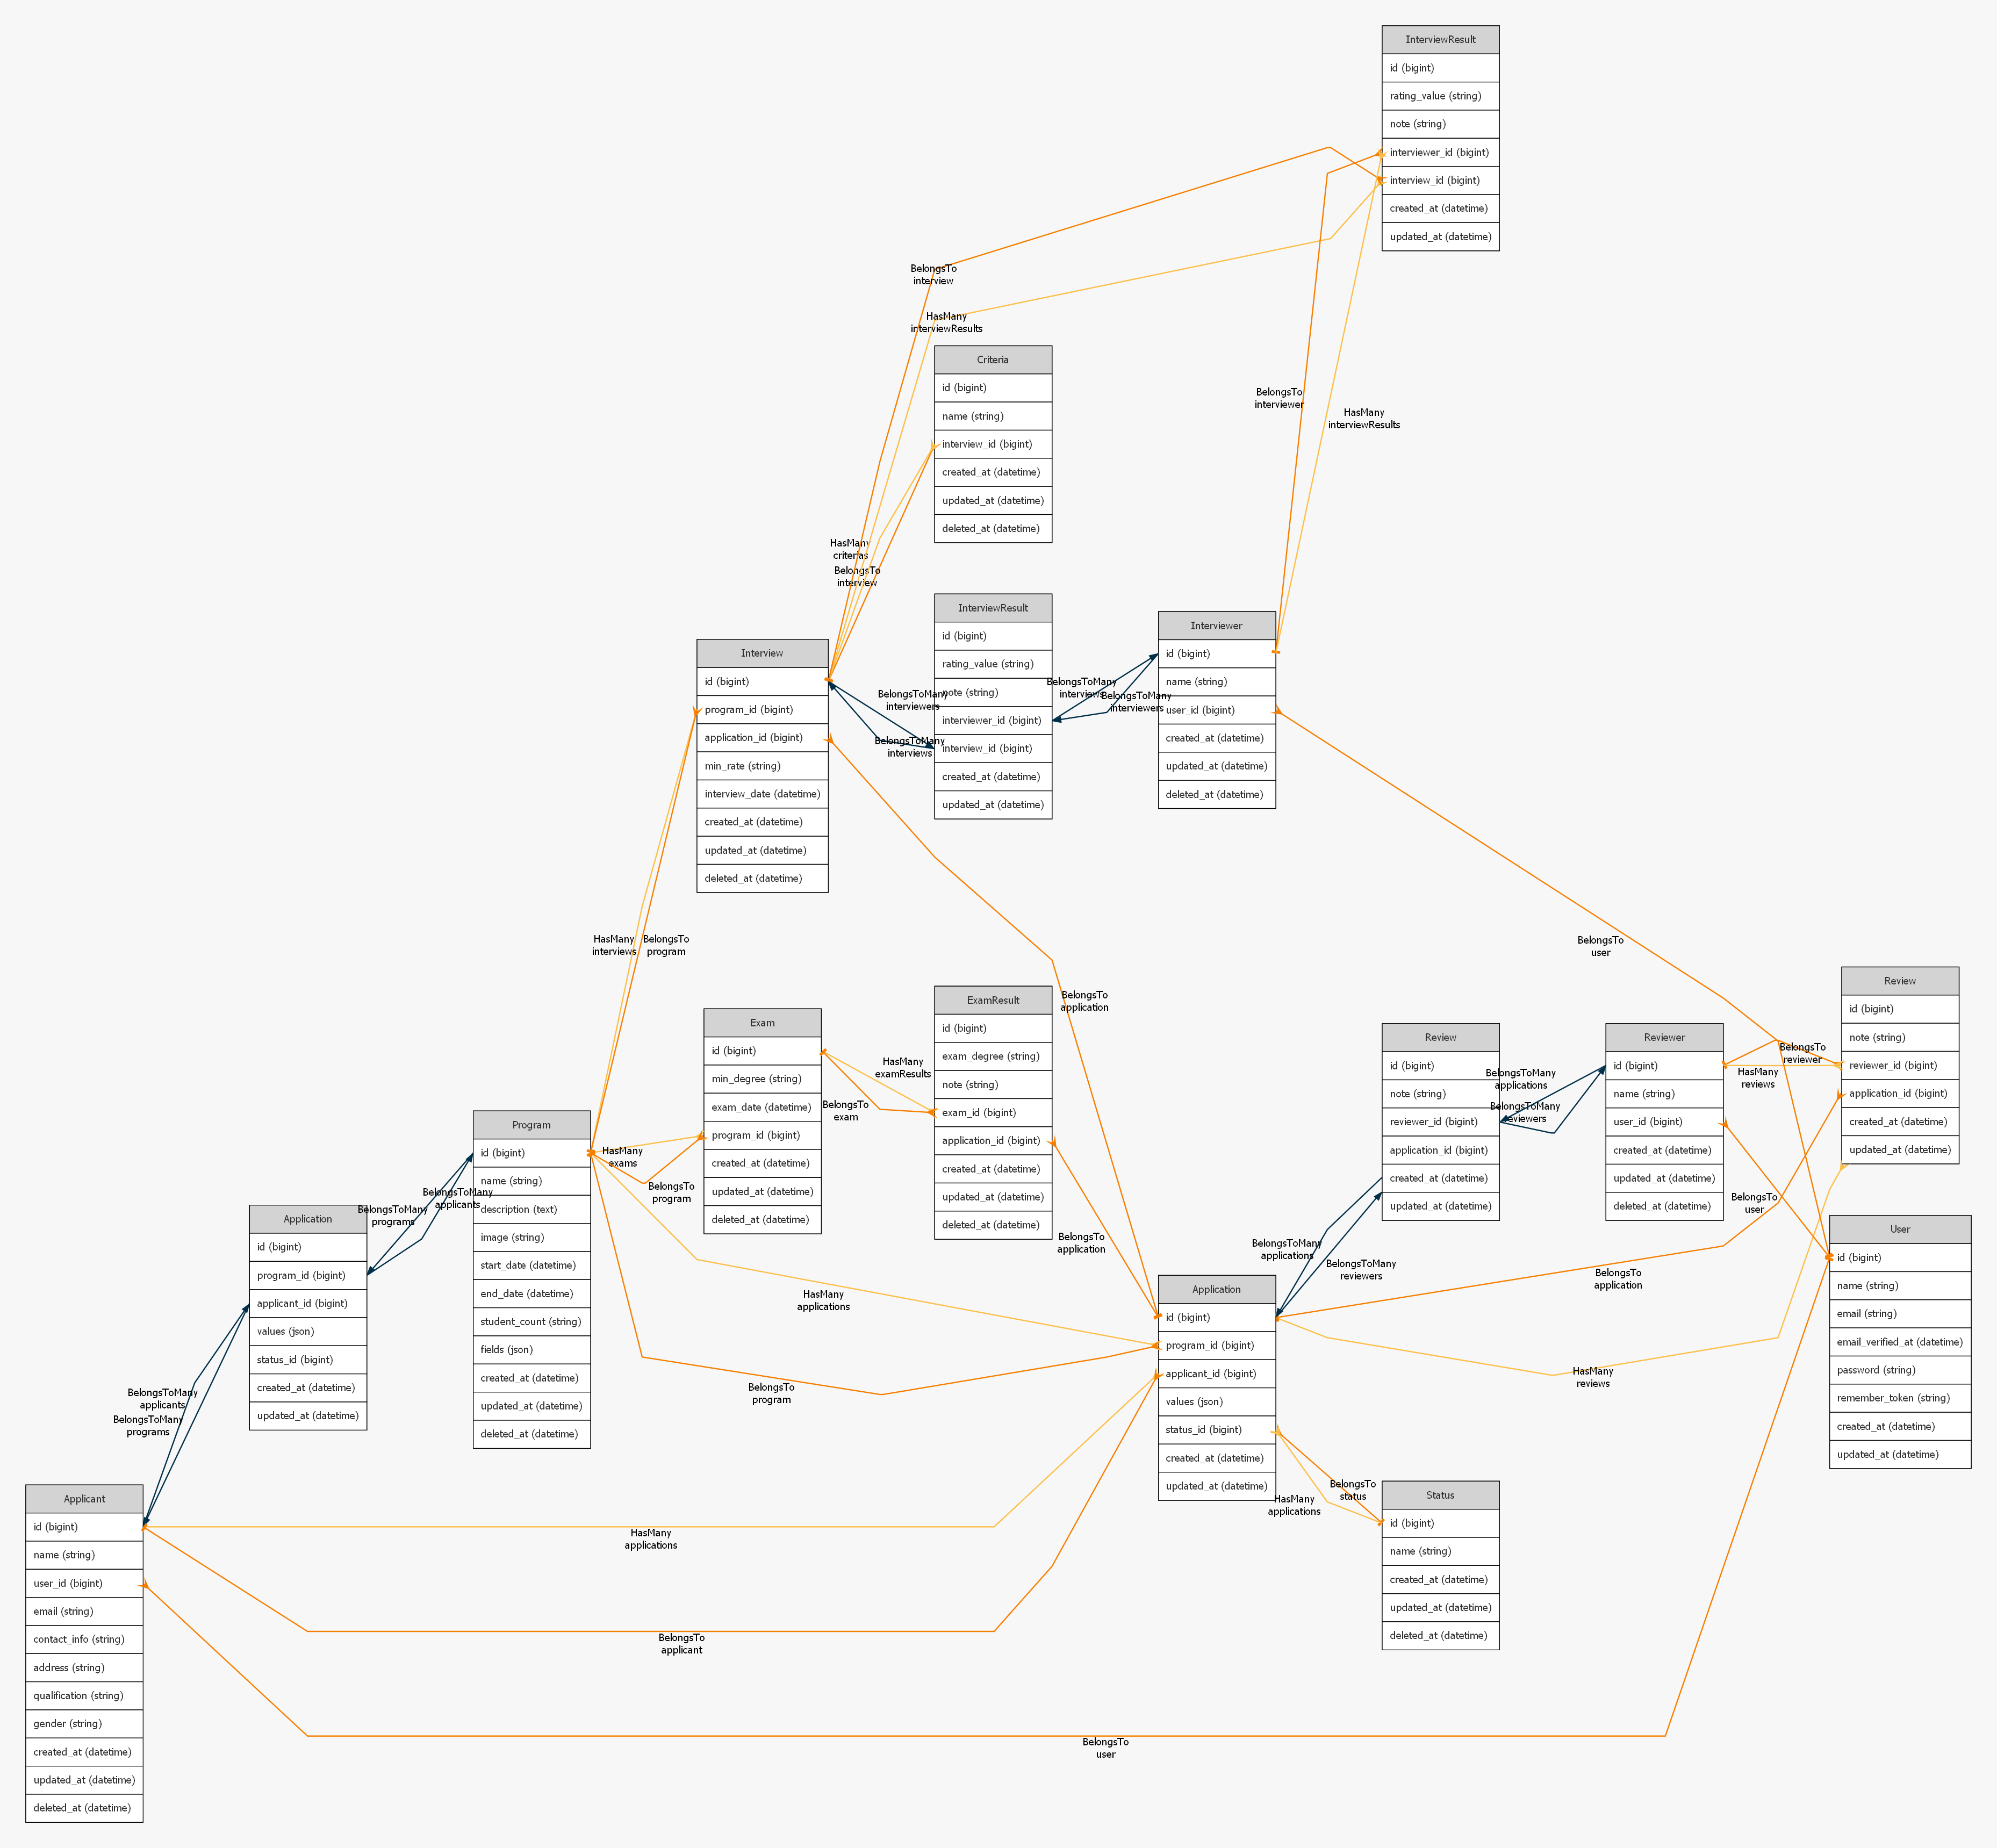 InterviewResult
id (bigint)
rating_value (string)
note (string)
interviewer_id (bigint)
interview_id (bigint)
created_at (datetime)
updated_at (datetime)
BelongsTo
interview
HasMany
interviewResults
Criteria
id (bigint)
name (string)
interview_id (bigint)
created_at (datetime)
updated_at (datetime)
deleted_at (datetime)
BelongsTo
interviewer
HasMany
interviewResults
HasMany
criterias
BelongsTo
interview
InterviewResult
id (bigint)
rating_value (string)
note (string)
interviewer_id (bigint)
interview_id (bigint)
created_at (datetime)
updated_at (datetime)
Interviewer
id (bigint)
name (string)
user_id (bigint)
created_at (datetime)
updated_at (datetime)
deleted_at (datetime)
Interview
id (bigint)
program_id (bigint)
application_id (bigint)
min_rate (string)
interview_date (datetime)
created_at (datetime)
updated_at (datetime)
deleted_at (datetime)
BelongsToMany
interviewers
BelongsToMany
interviews
BelongsToMany
interviews
BelongsToMany
interviewers
HasMany
interviews
BelongsTo
program
BelongsTo
application
BelongsTo
user
Exam
id (bigint)
min_degree (string)
exam_date (datetime)
program_id (bigint)
created_at (datetime)
updated_at (datetime)
deleted_at (datetime)
HasMany
examResults
BelongsTo
exam
ExamResult
id (bigint)
exam_degree (string)
note (string)
exam_id (bigint)
application_id (bigint)
created_at (datetime)
updated_at (datetime)
deleted_at (datetime)
Review
id (bigint)
note (string)
reviewer_id (bigint)
application_id (bigint)
created_at (datetime)
updated_at (datetime)
BelongsToMany
applications
BelongsToMany
reviewers
Reviewer
id (bigint)
name (string)
user_id (bigint)
created_at (datetime)
updated_at (datetime)
deleted_at (datetime)
BelongsTo
reviewer
HasMany
reviews
Review
id (bigint)
note (string)
reviewer_id (bigint)
application_id (bigint)
created_at (datetime)
updated_at (datetime)
Program
id (bigint)
name (string)
description (text)
image (string)
start_date (datetime)
end_date (datetime)
student_count (string)
fields (json)
created_at (datetime)
updated_at (datetime)
deleted_at (datetime)
HasMany
exams
BelongsTo
program
BelongsToMany
programs
BelongsToMany
applicants
Application
id (bigint)
program_id (bigint)
applicant_id (bigint)
values (json)
status_id (bigint)
created_at (datetime)
updated_at (datetime)
BelongsTo
application
BelongsToMany
applications
BelongsToMany
reviewers
BelongsTo
user
BelongsTo
application
User
id (bigint)
name (string)
email (string)
email_verified_at (datetime)
password (string)
remember_token (string)
created_at (datetime)
updated_at (datetime)
HasMany
applications
BelongsTo
program
Application
id (bigint)
program_id (bigint)
applicant_id (bigint)
values (json)
status_id (bigint)
created_at (datetime)
updated_at (datetime)
HasMany
reviews
BelongsToMany
applicants
BelongsToMany
programs
BelongsTo
status
HasMany
applications
Status
id (bigint)
name (string)
created_at (datetime)
updated_at (datetime)
deleted_at (datetime)
Applicant
id (bigint)
name (string)
user_id (bigint)
email (string)
contact_info (string)
address (string)
qualification (string)
gender (string)
created_at (datetime)
updated_at (datetime)
deleted_at (datetime)
HasMany
applications
BelongsTo
applicant
BelongsTo
user